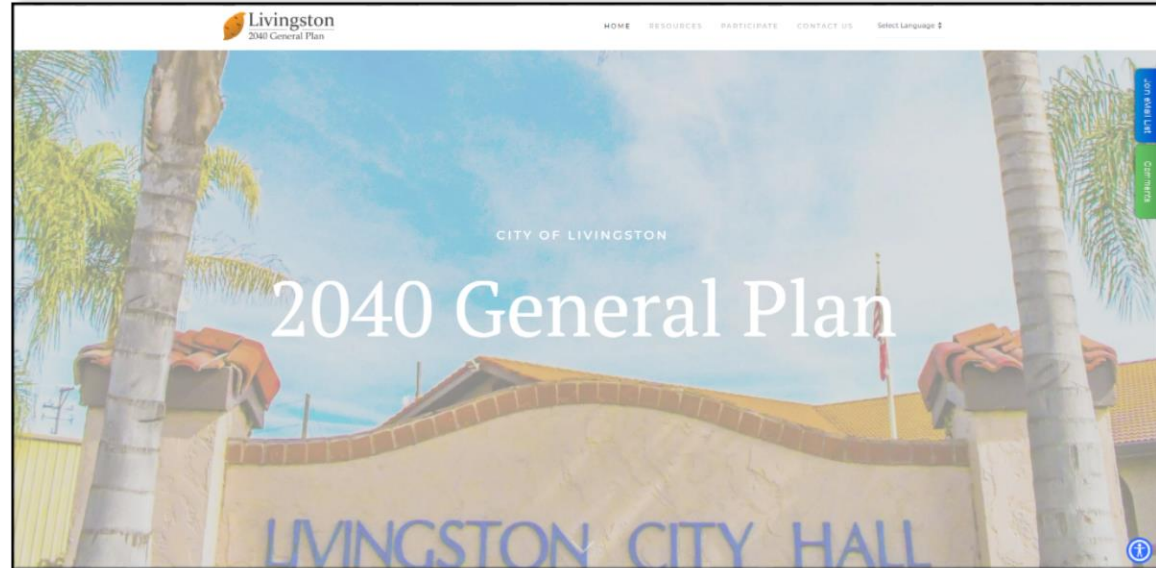 Livingston
2040 General Plan
HOME RESOURCES PARTICIPATE CONTACT US Select Language
Join eMail List
Comments
CITY OF LIVINGSTON
2040 General Plan
LIVINGSTON CITY HALL